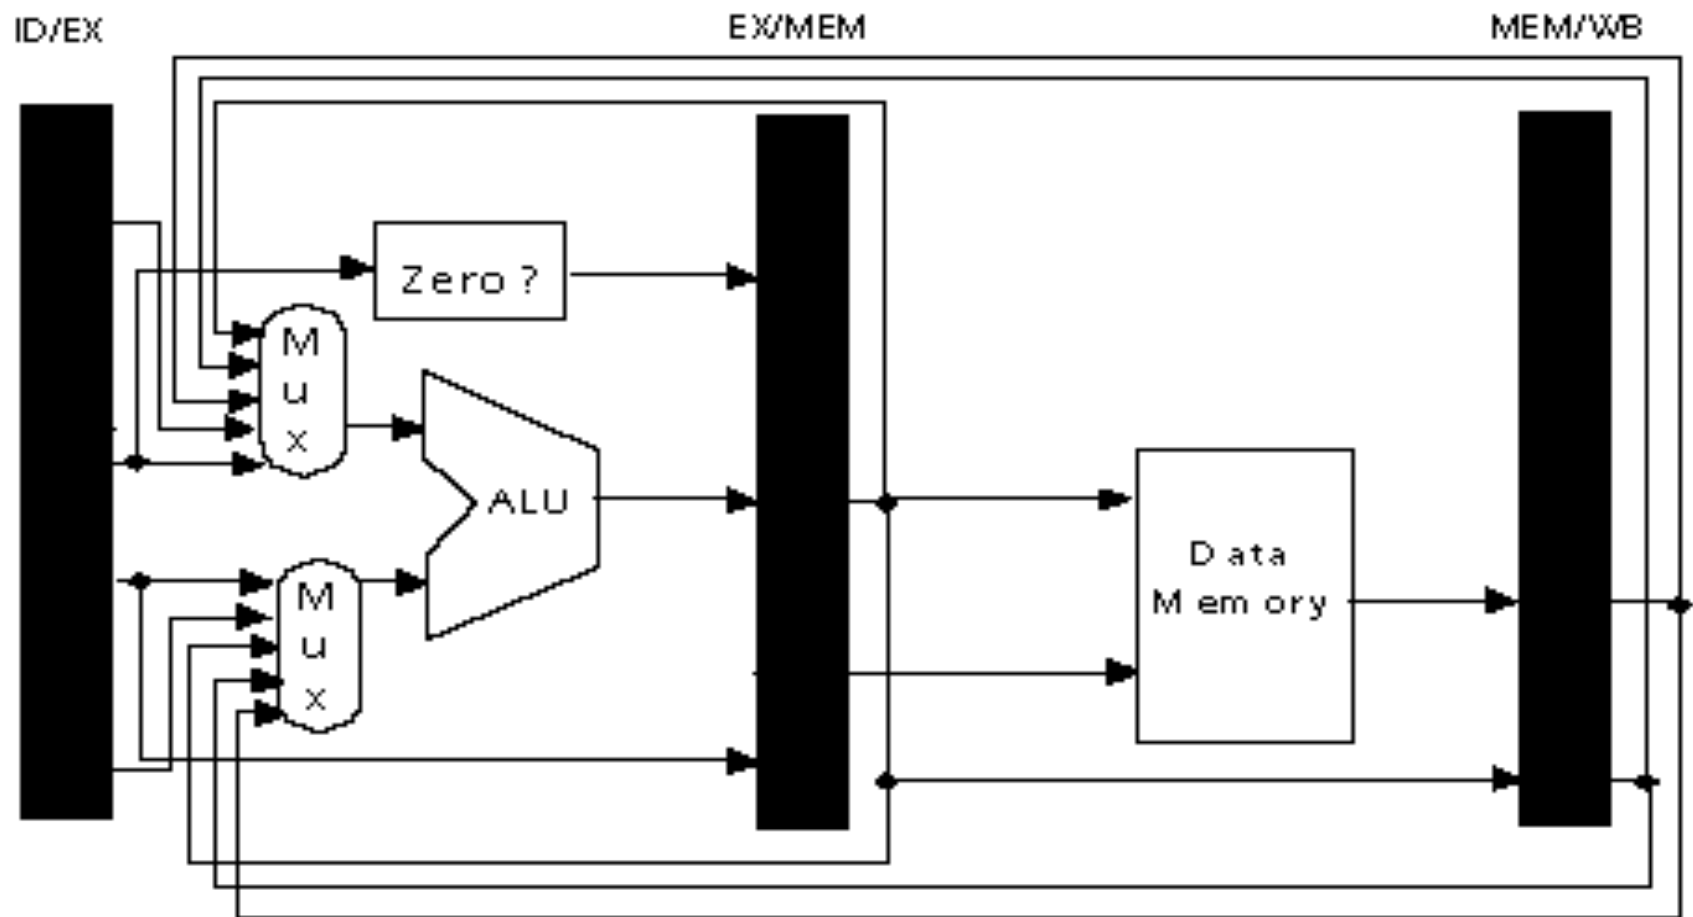 ID/EX
EX/MEM
MEM/WB
Zero ?
M
u
x
ALU
Data
Memory
M
u
x